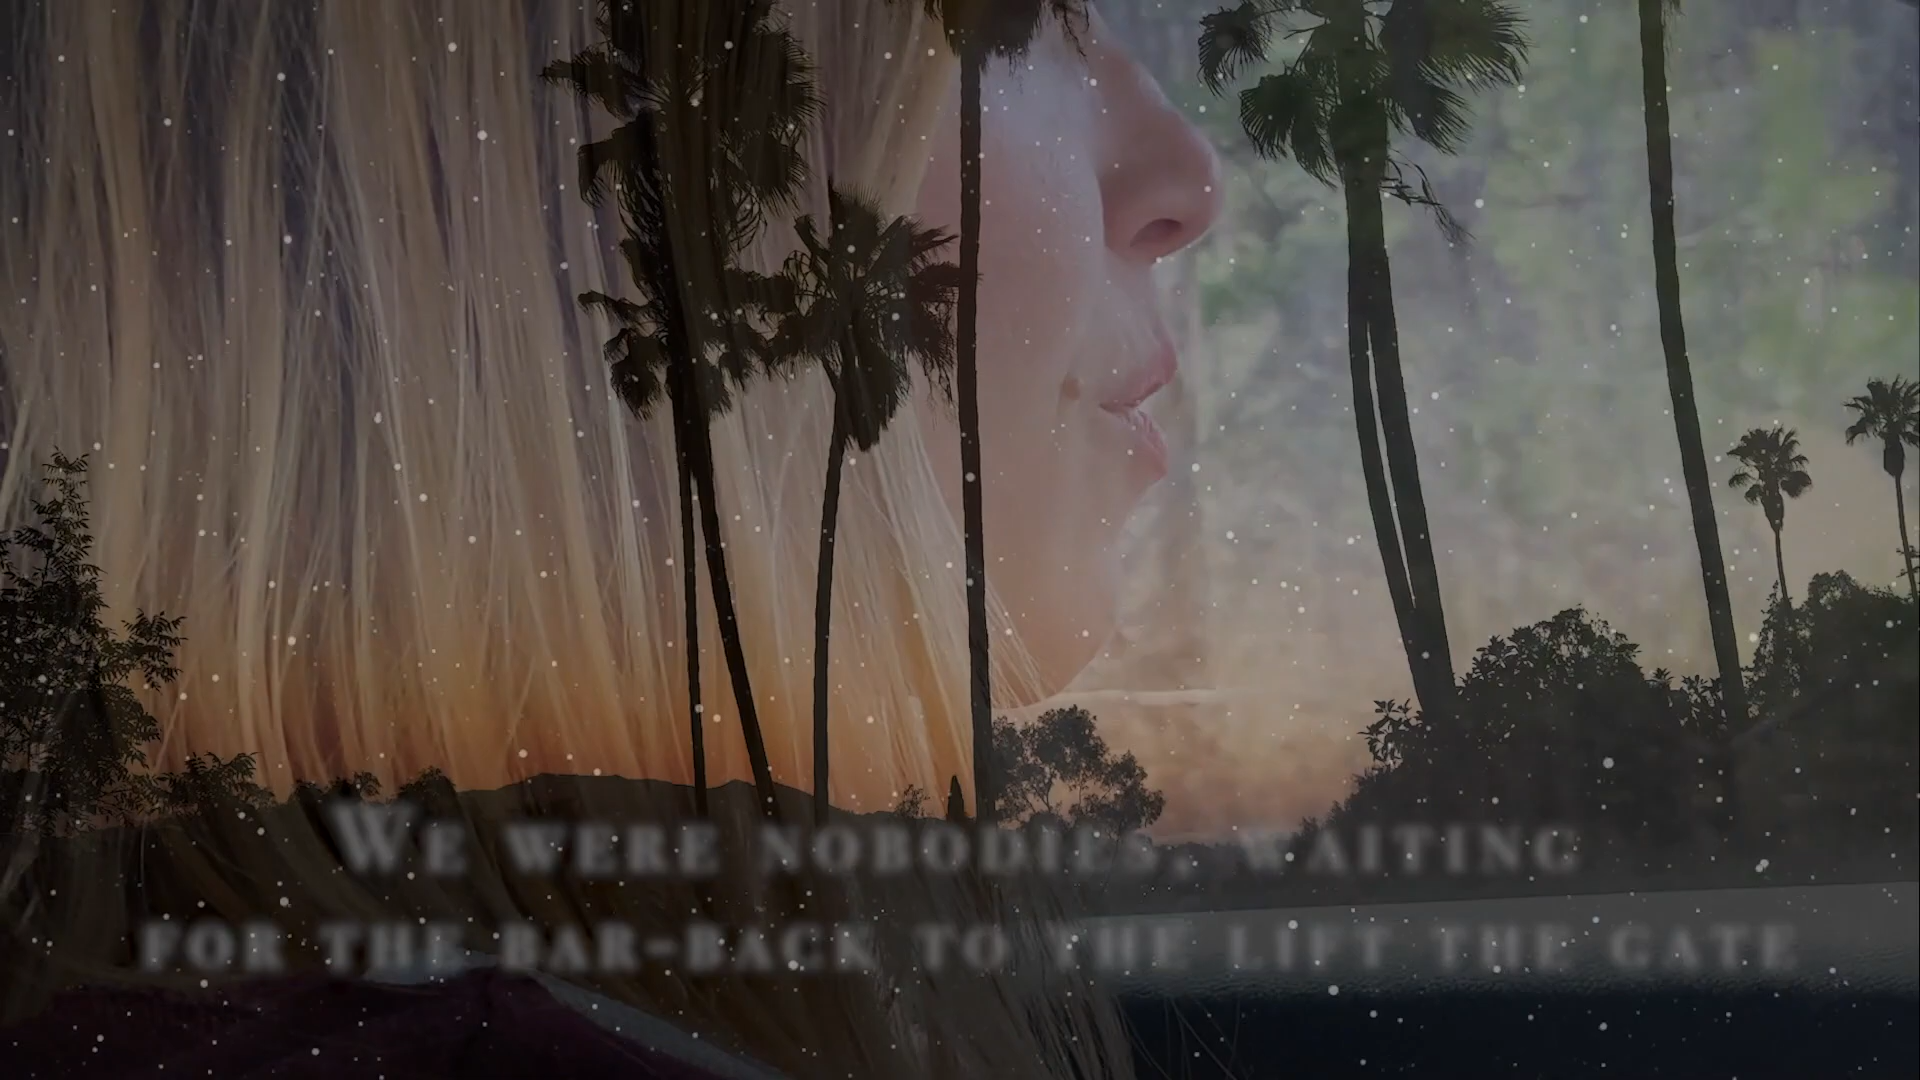 We were nobodies, waiting
for the bar-back to the lift the gate